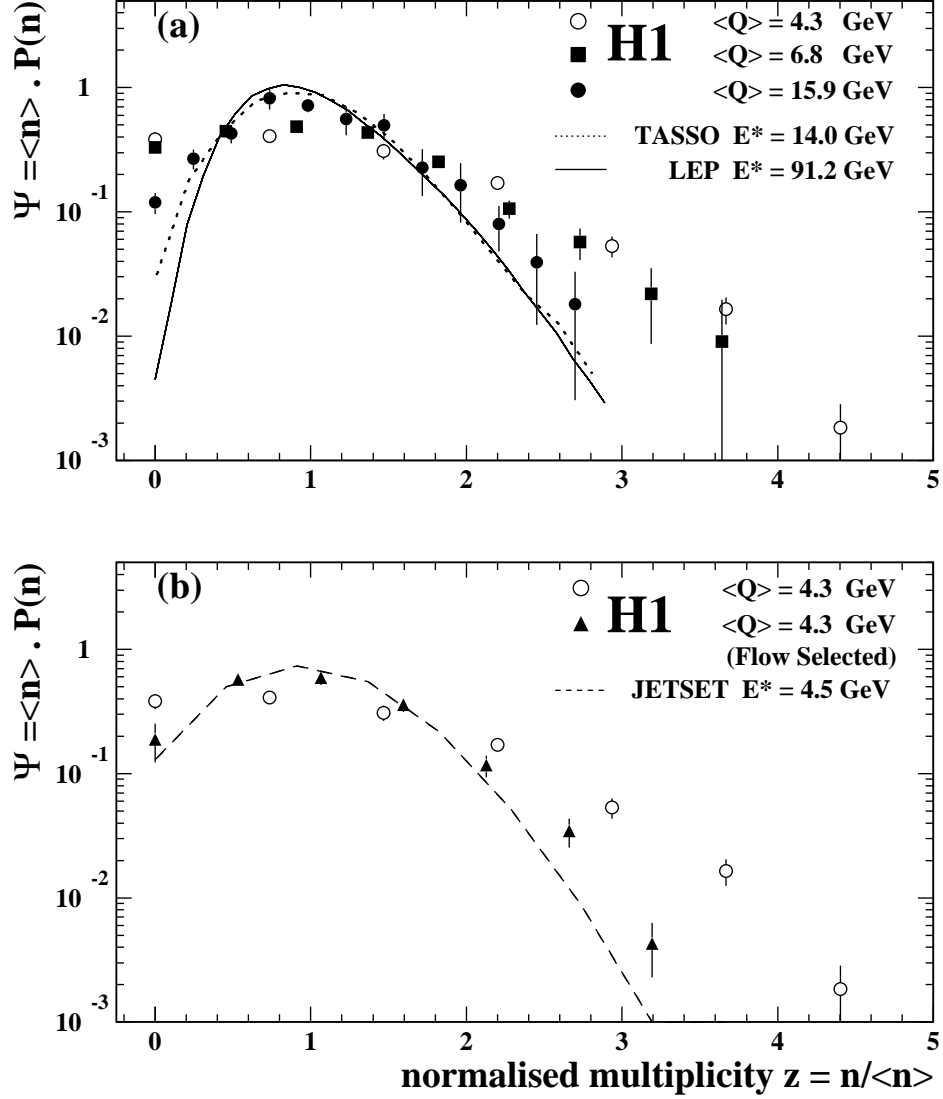 (a)
H1
<Q> = 4.3 GeV
<Q> = 6.8 GeV
<Q> = 15.9 GeV
TASSO E* = 14.0 GeV
LEP E* = 91.2 GeV
Ψ =<n> . P(n)
1
10⁻¹
10⁻²
10⁻³
0 1 2 3 4 5
(b)
H1
<Q> = 4.3 GeV
<Q> = 4.3 GeV
(Flow Selected)
JETSET E* = 4.5 GeV
Ψ =<n> . P(n)
1
10⁻¹
10⁻²
10⁻³
0 1 2 3 4 5
normalised multiplicity z = n/<n>